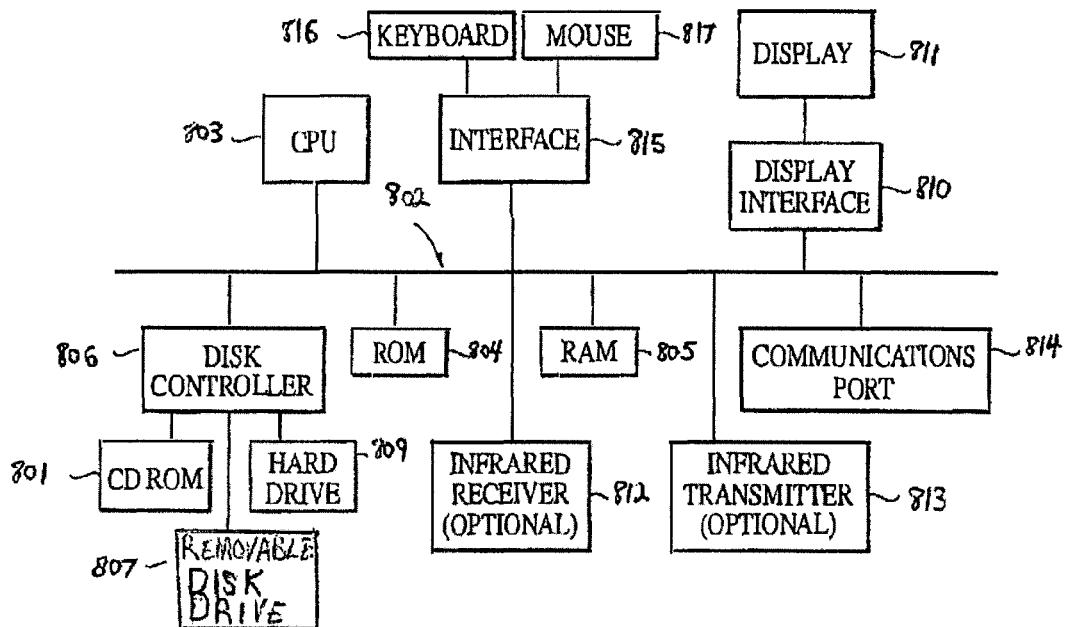 816
KEYBOARD
MOUSE
817
DISPLAY
811
803
CPU
INTERFACE
815
DISPLAY
INTERFACE
810
802
806
DISK
CONTROLLER
ROM
804
RAM
805
COMMUNICATIONS
PORT
814
801
CD ROM
HARD
DRIVE
809
INFRARED
RECEIVER
(OPTIONAL)
812
INFRARED
TRANSMITTER
(OPTIONAL)
813
807
REMOVABLE
DISK
DRIVE